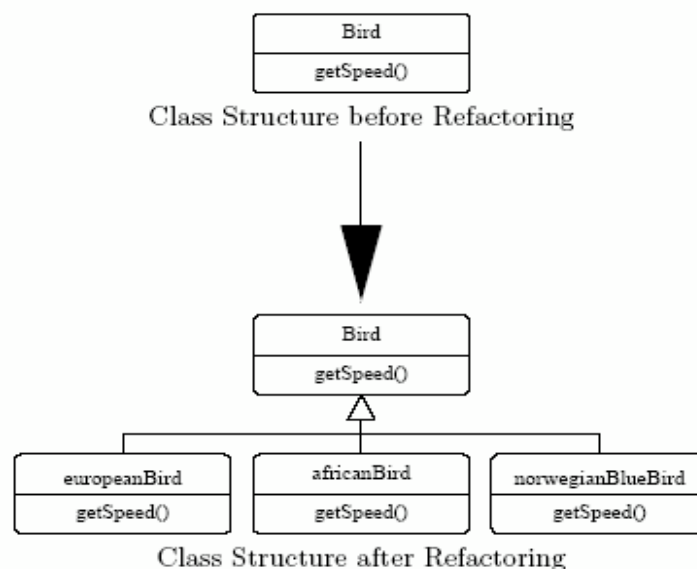 Bird
getSpeed()
Class Structure before Refactoring
Bird
getSpeed()
europeanBird
getSpeed()
africanBird
getSpeed()
norwegianBlueBird
getSpeed()
Class Structure after Refactoring